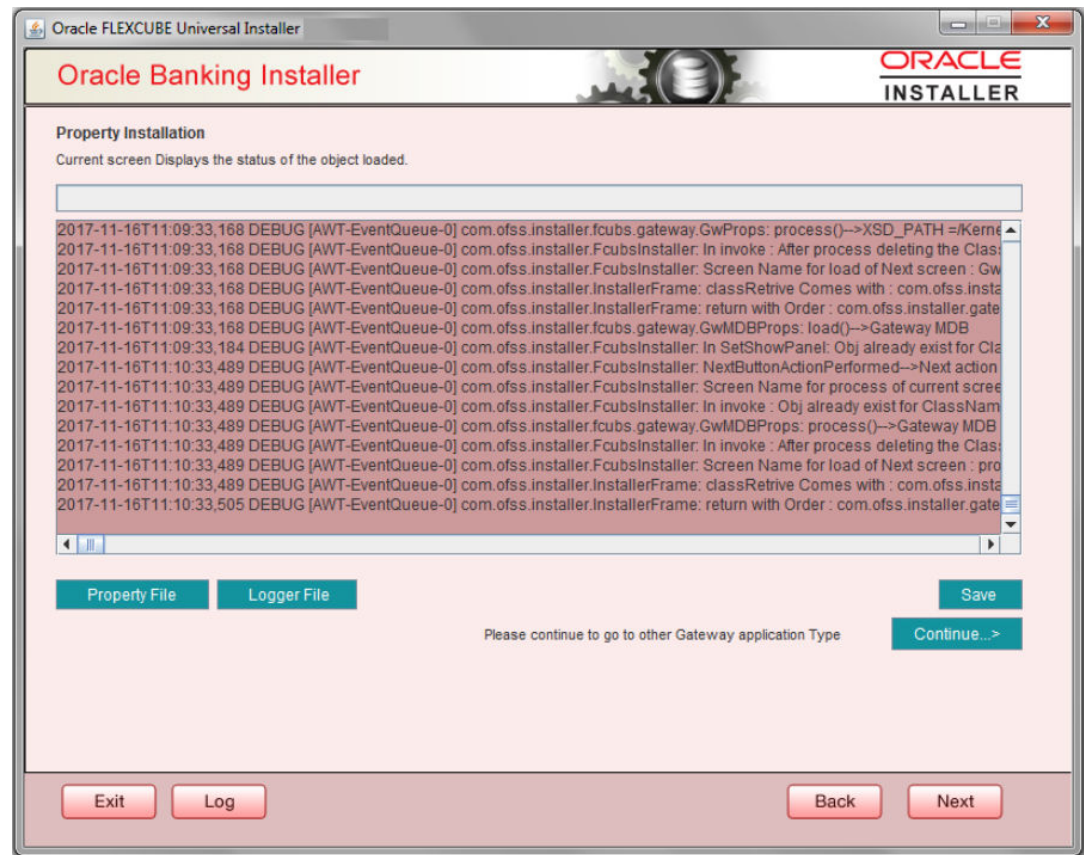 Oracle FLEXCUBE Universal Installer
Oracle Banking Installer
ORACLE
INSTALLER
Property Installation
Current screen Displays the status of the object loaded.
2017-11-16T11:09:33,168 DEBUG [AWT-EventQueue-0] com.ofss.installer.fcubs.gateway.GwProps: process()-->XSD_PATH =/Kerne
2017-11-16T11:09:33,168 DEBUG [AWT-EventQueue-0] com.ofss.installer.FcubsInstaller: In invoke : After process deleting the Clas
2017-11-16T11:09:33,168 DEBUG [AWT-EventQueue-0] com.ofss.installer.FcubsInstaller: Screen Name for load of Next screen : Gw
2017-11-16T11:09:33,168 DEBUG [AWT-EventQueue-0] com.ofss.installer.InstallerFrame: classRetrive Comes with : com.ofss.insta
2017-11-16T11:09:33,168 DEBUG [AWT-EventQueue-0] com.ofss.installer.InstallerFrame: return with Order : com.ofss.installer.gate
2017-11-16T11:09:33,168 DEBUG [AWT-EventQueue-0] com.ofss.installer.fcubs.gateway.GwMDBProps: load()-->Gateway MDB
2017-11-16T11:09:33,184 DEBUG [AWT-EventQueue-0] com.ofss.installer.FcubsInstaller: In SetShowPanel: Obj already exist for Cla
2017-11-16T11:10:33,489 DEBUG [AWT-EventQueue-0] com.ofss.installer.FcubsInstaller: NextButtonActionPerformed-->Next action
2017-11-16T11:10:33,489 DEBUG [AWT-EventQueue-0] com.ofss.installer.FcubsInstaller: Screen Name for process of current scree
2017-11-16T11:10:33,489 DEBUG [AWT-EventQueue-0] com.ofss.installer.FcubsInstaller: In invoke : Obj already exist for ClassNam
2017-11-16T11:10:33,489 DEBUG [AWT-EventQueue-0] com.ofss.installer.fcubs.gateway.GwMDBProps: process()-->Gateway MDB
2017-11-16T11:10:33,489 DEBUG [AWT-EventQueue-0] com.ofss.installer.FcubsInstaller: In invoke : After process deleting the Clas
2017-11-16T11:10:33,489 DEBUG [AWT-EventQueue-0] com.ofss.installer.FcubsInstaller: Screen Name for load of Next screen : pro
2017-11-16T11:10:33,489 DEBUG [AWT-EventQueue-0] com.ofss.installer.InstallerFrame: classRetrive Comes with : com.ofss.insta
2017-11-16T11:10:33,505 DEBUG [AWT-EventQueue-0] com.ofss.installer.InstallerFrame: return with Order : com.ofss.installer.gate
Property File Logger File Save
Please continue to go to other Gateway application Type Continue...>
Exit Log Back Next